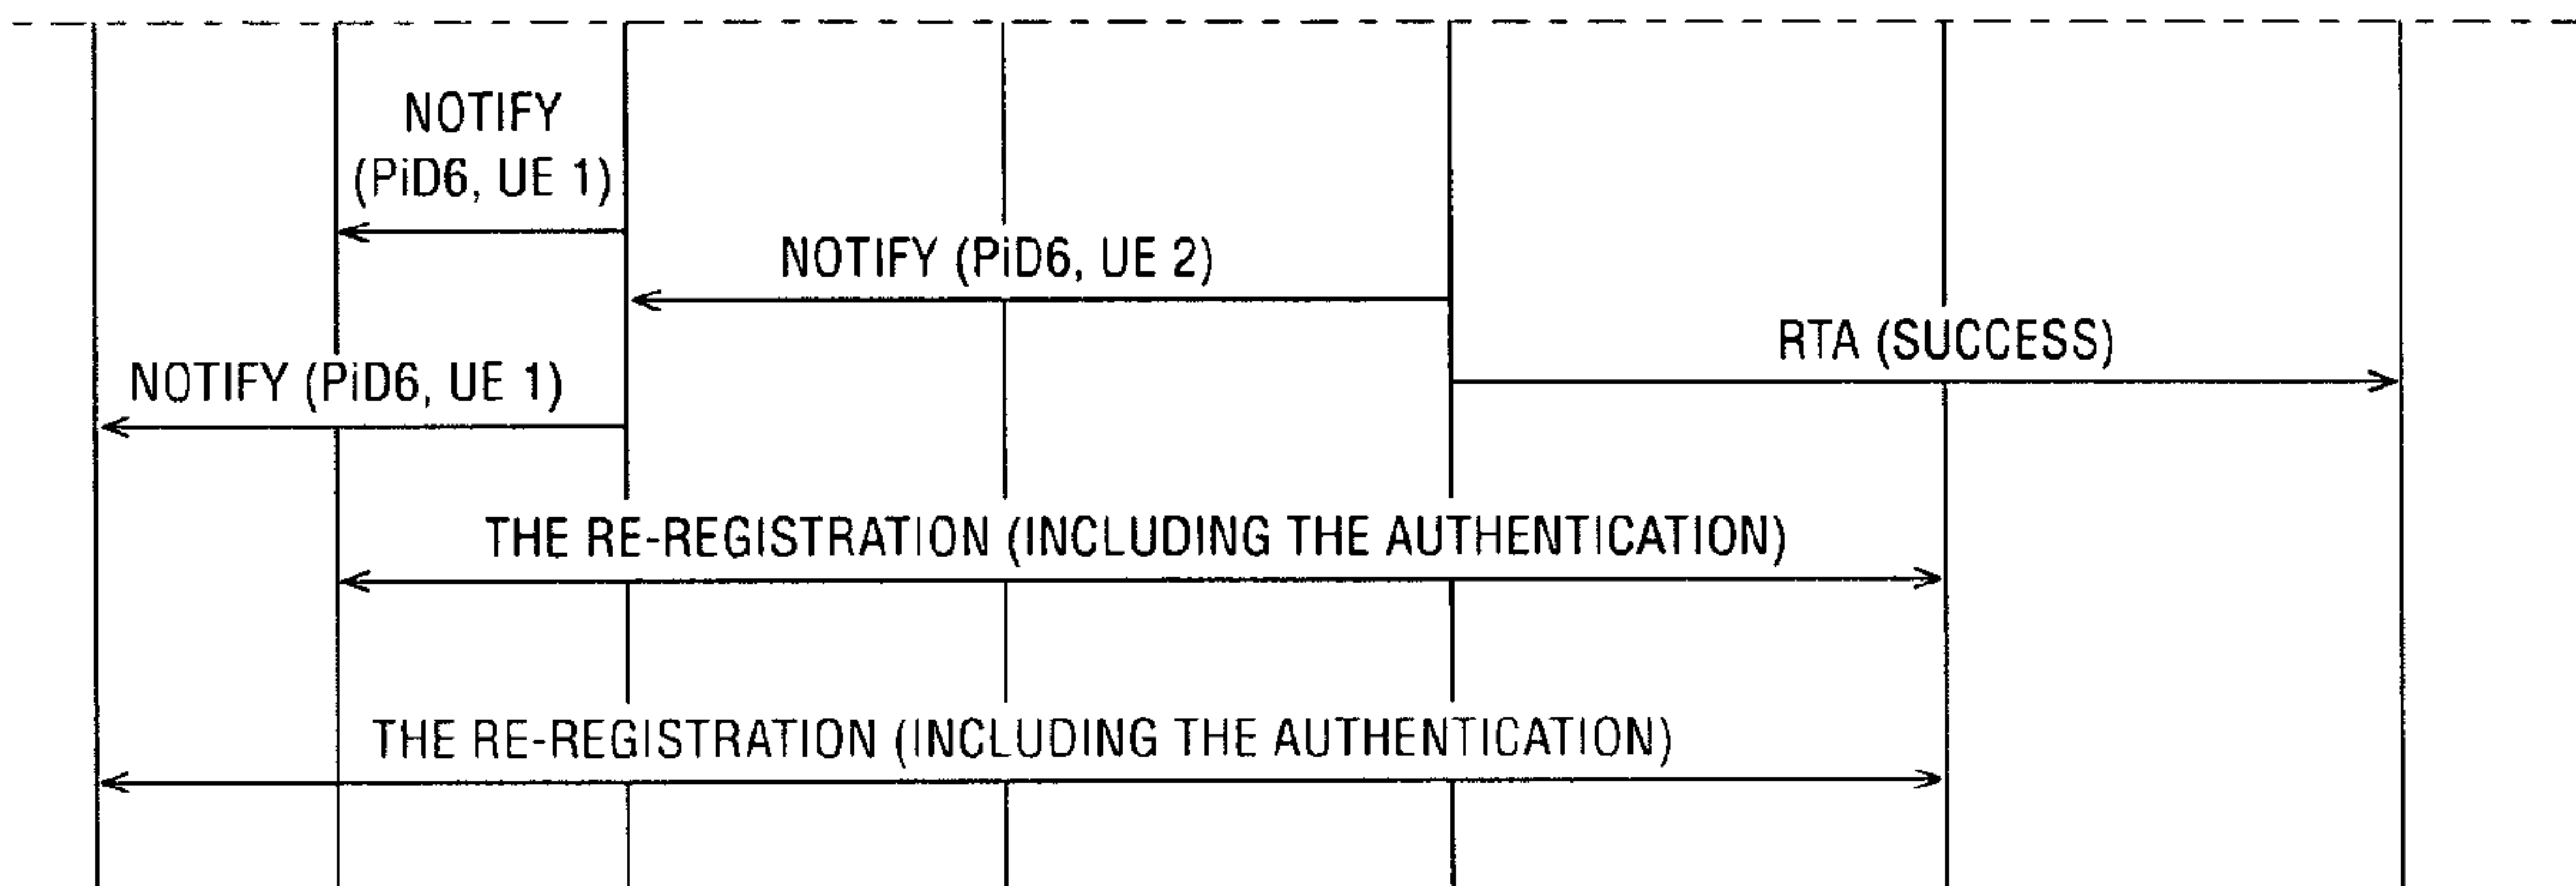 NOTIFY
(PiD6, UE 1)
NOTIFY (PiD6, UE 2)
RTA (SUCCESS)
NOTIFY (PiD6, UE 1)
THE RE-REGISTRATION (INCLUDING THE AUTHENTICATION)
THE RE-REGISTRATION (INCLUDING THE AUTHENTICATION)